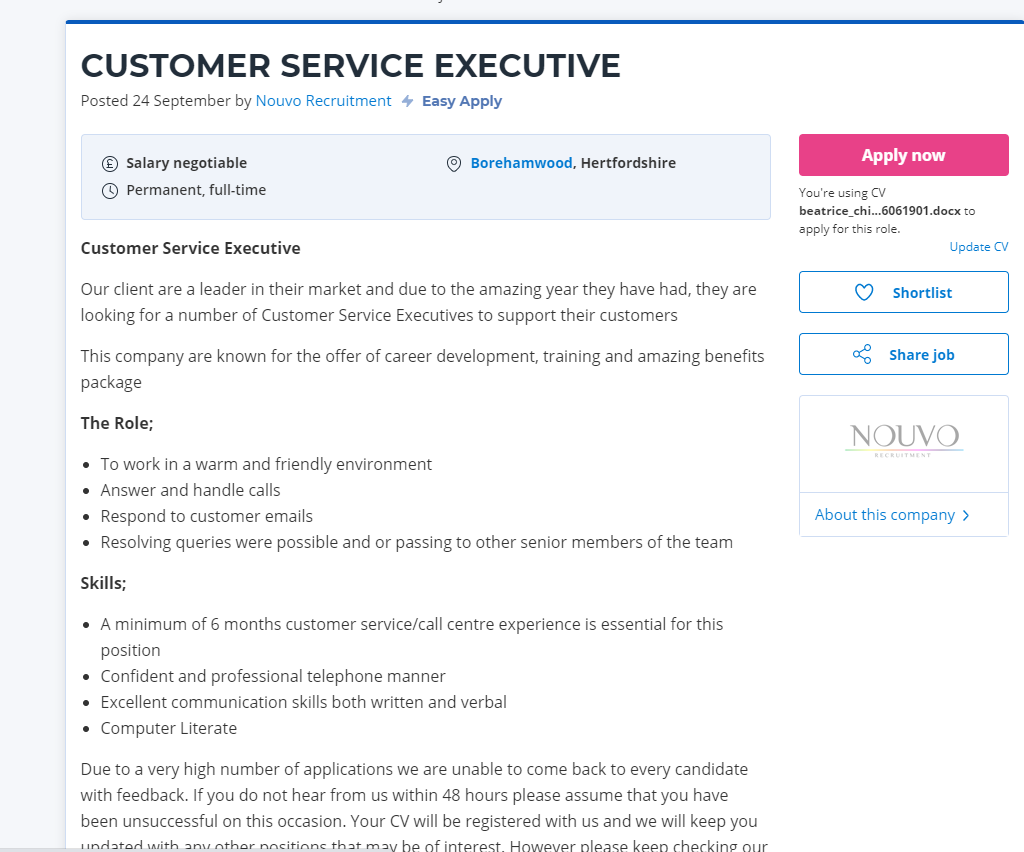 CUSTOMER SERVICE EXECUTIVE
Posted 24 September by Nouvo Recruitment Easy Apply
Salary negotiable
Borehamwood, Hertfordshire
Permanent, full-time
Apply now
You're using CV
beatrice_chi...6061901.docx to
apply for this role.
Update CV
Shortlist
Share job
NOUVO
RECRUITMENT
About this company
Customer Service Executive
Our client are a leader in their market and due to the amazing year they have had, they are
looking for a number of Customer Service Executives to support their customers
This company are known for the offer of career development, training and amazing benefits
package
The Role;
To work in a warm and friendly environment
Answer and handle calls
Respond to customer emails
Resolving queries were possible and or passing to other senior members of the team
Skills;
A minimum of 6 months customer service/call centre experience is essential for this
position
Confident and professional telephone manner
Excellent communication skills both written and verbal
Computer Literate
Due to a very high number of applications we are unable to come back to every candidate
with feedback. If you do not hear from us within 48 hours please assume that you have
been unsuccessful on this occasion. Your CV will be registered with us and we will keep you
updated with any other positions that may be of interest. However please keep checking our